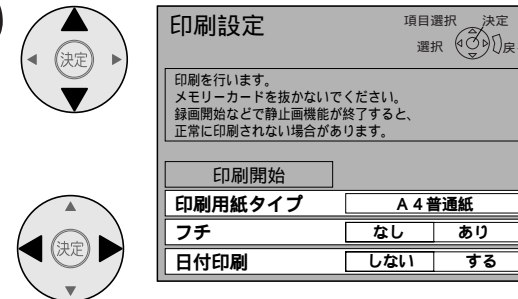 決定
印刷設定
項目選択 決定
選択 戻
印刷を行います。
メモリーカードを抜かないでください。
録画開始などで静止画機能が終了すると、
正常に印刷されない場合があります。
印刷開始
印刷用紙タイプ A4普通紙
フチ なし あり
日付印刷 しない する
決定